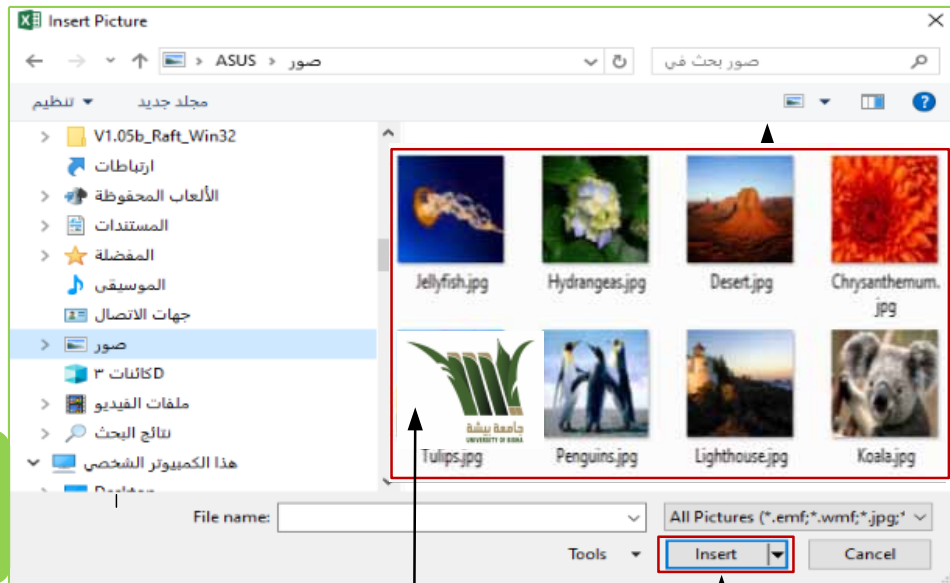 Insert Picture
ASUS › صور
صور بحث في
تنظيم
مجلد جديد
V1.05b_Raft_Win32
ارتباطات
الألعاب المحفوظة
المستندات
المفضلة
الموسيقى
جهات الاتصال
صور
كائنات ٣D
ملفات الفيديو
نتائج البحث
هذا الكمبيوتر الشخصي
Desktop
Jellyfish.jpg
Hydrangeas.jpg
Desert.jpg
Chrysanthemum.
jpg
جامعة بيشة
UNIVERSITY OF BISHA
Tulips.jpg
Penguins.jpg
Lighthouse.jpg
Koala.jpg
File name:
All Pictures (*.emf;*.wmf;*.jpg;*
Tools
Insert
Cancel